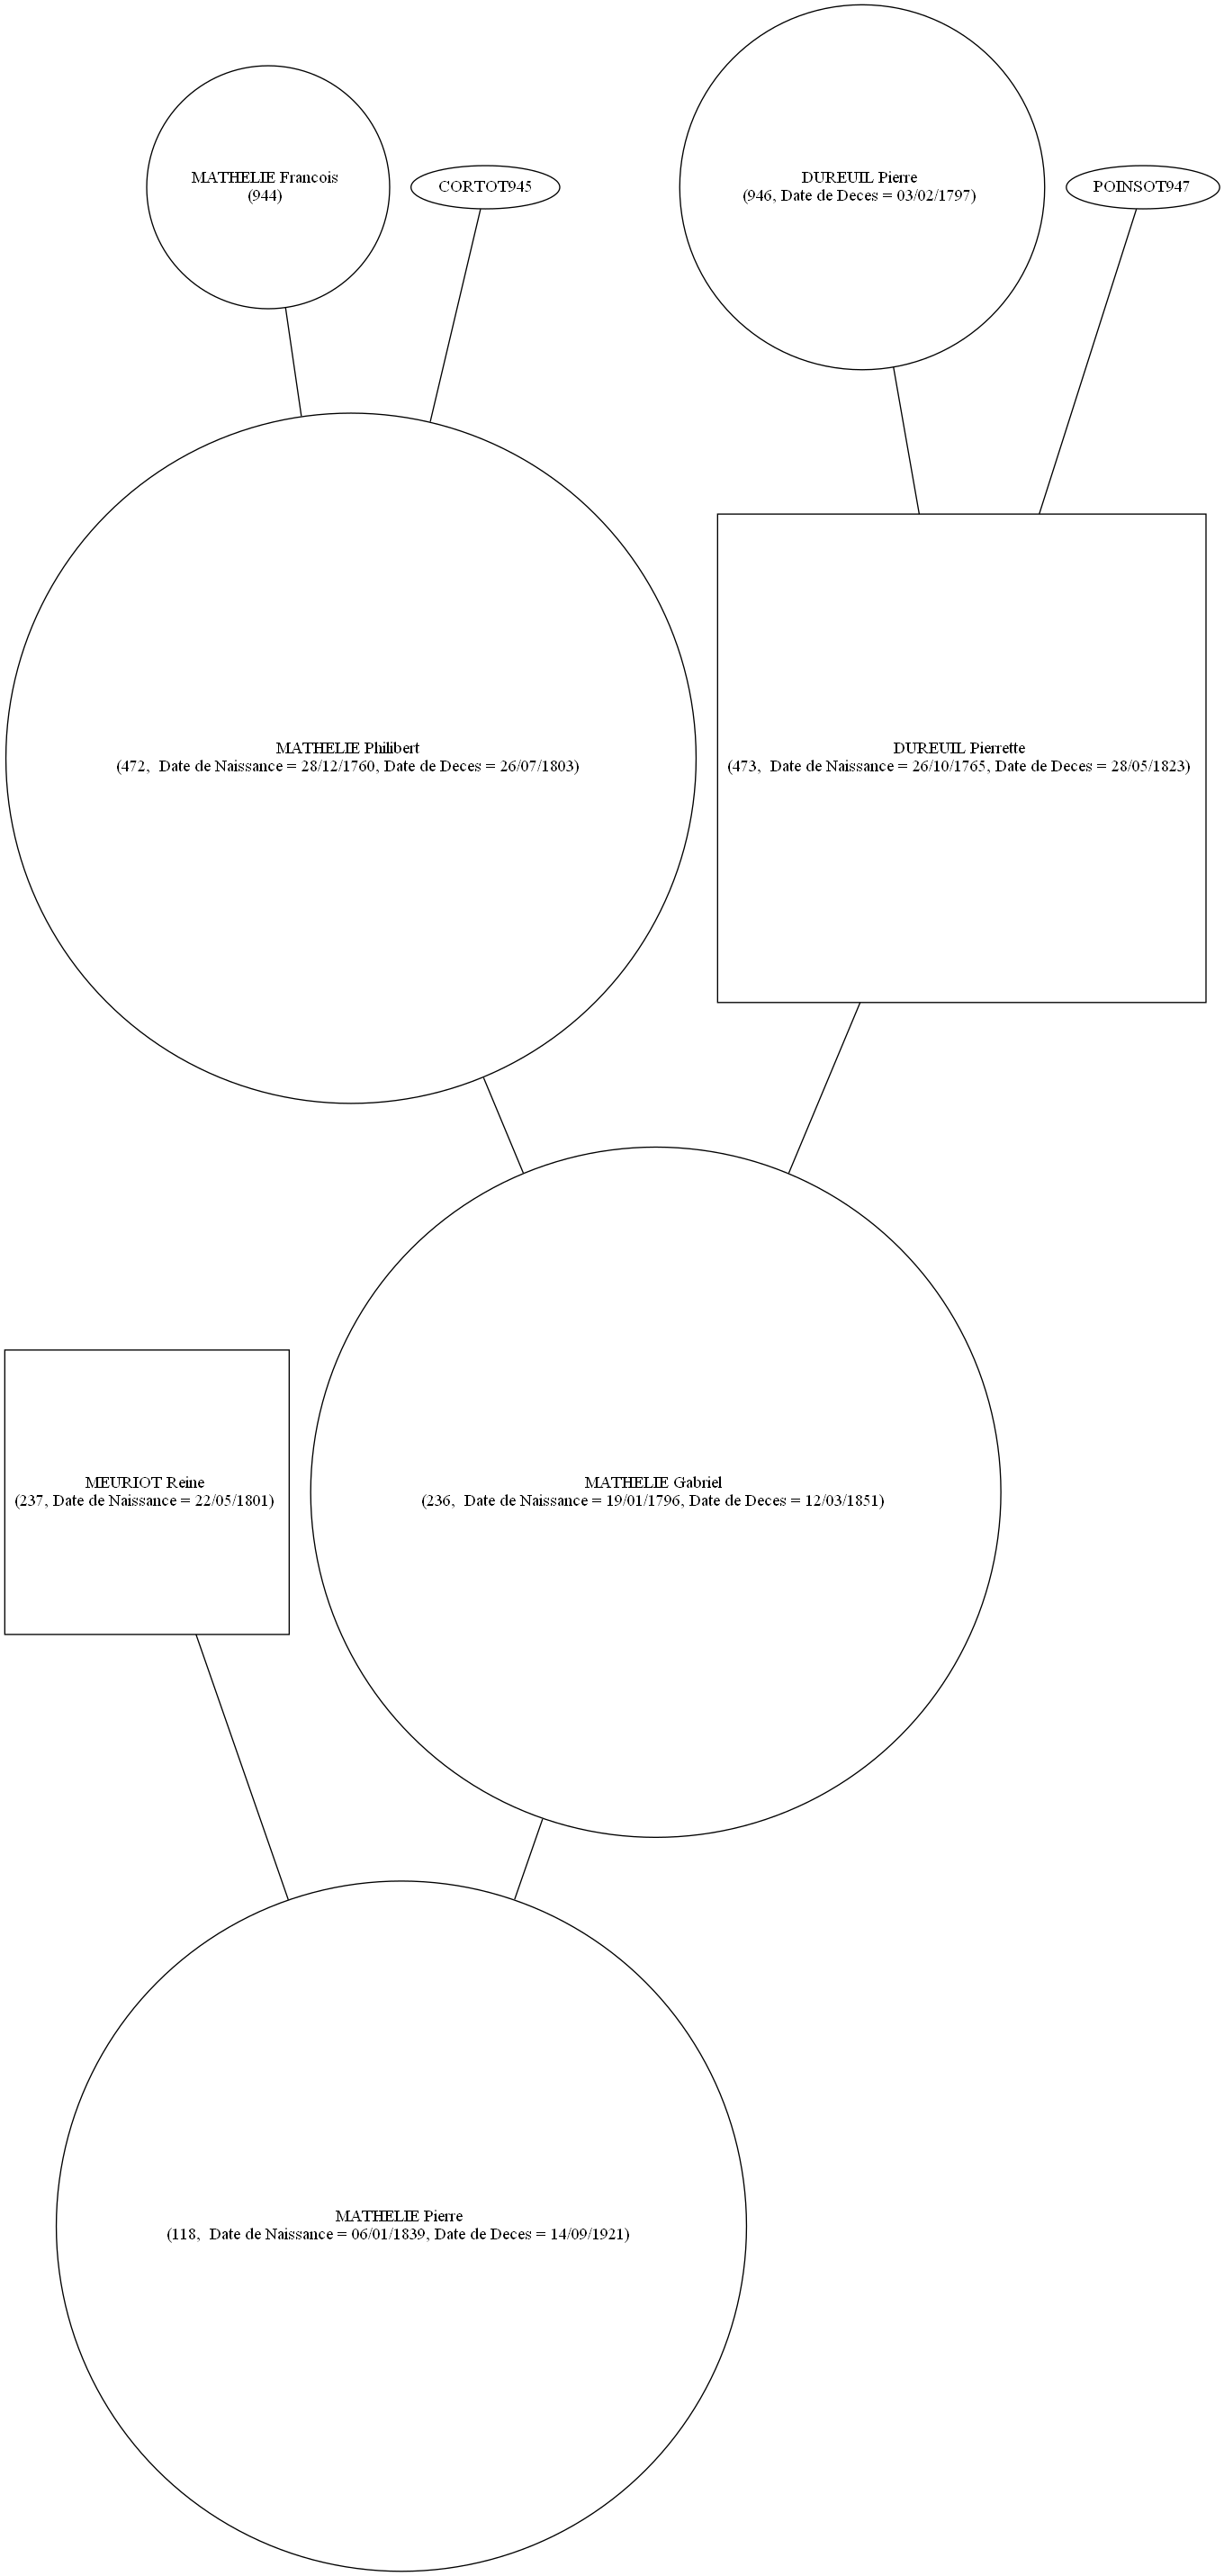 MATHELIE Francois
(944)
CORTOT945
DUREUIL Pierre
(946, Date de Deces = 03/02/1797)
POINSOT947
MATHELIE Philibert
(472,  Date de Naissance = 28/12/1760, Date de Deces = 26/07/1803)
DUREUIL Pierrette
(473,  Date de Naissance = 26/10/1765, Date de Deces = 28/05/1823)
MEURIOT Reine
(237, Date de Naissance = 22/05/1801)
MATHELIE Gabriel
(236,  Date de Naissance = 19/01/1796, Date de Deces = 12/03/1851)
MATHELIE Pierre
(118,  Date de Naissance = 06/01/1839, Date de Deces = 14/09/1921)